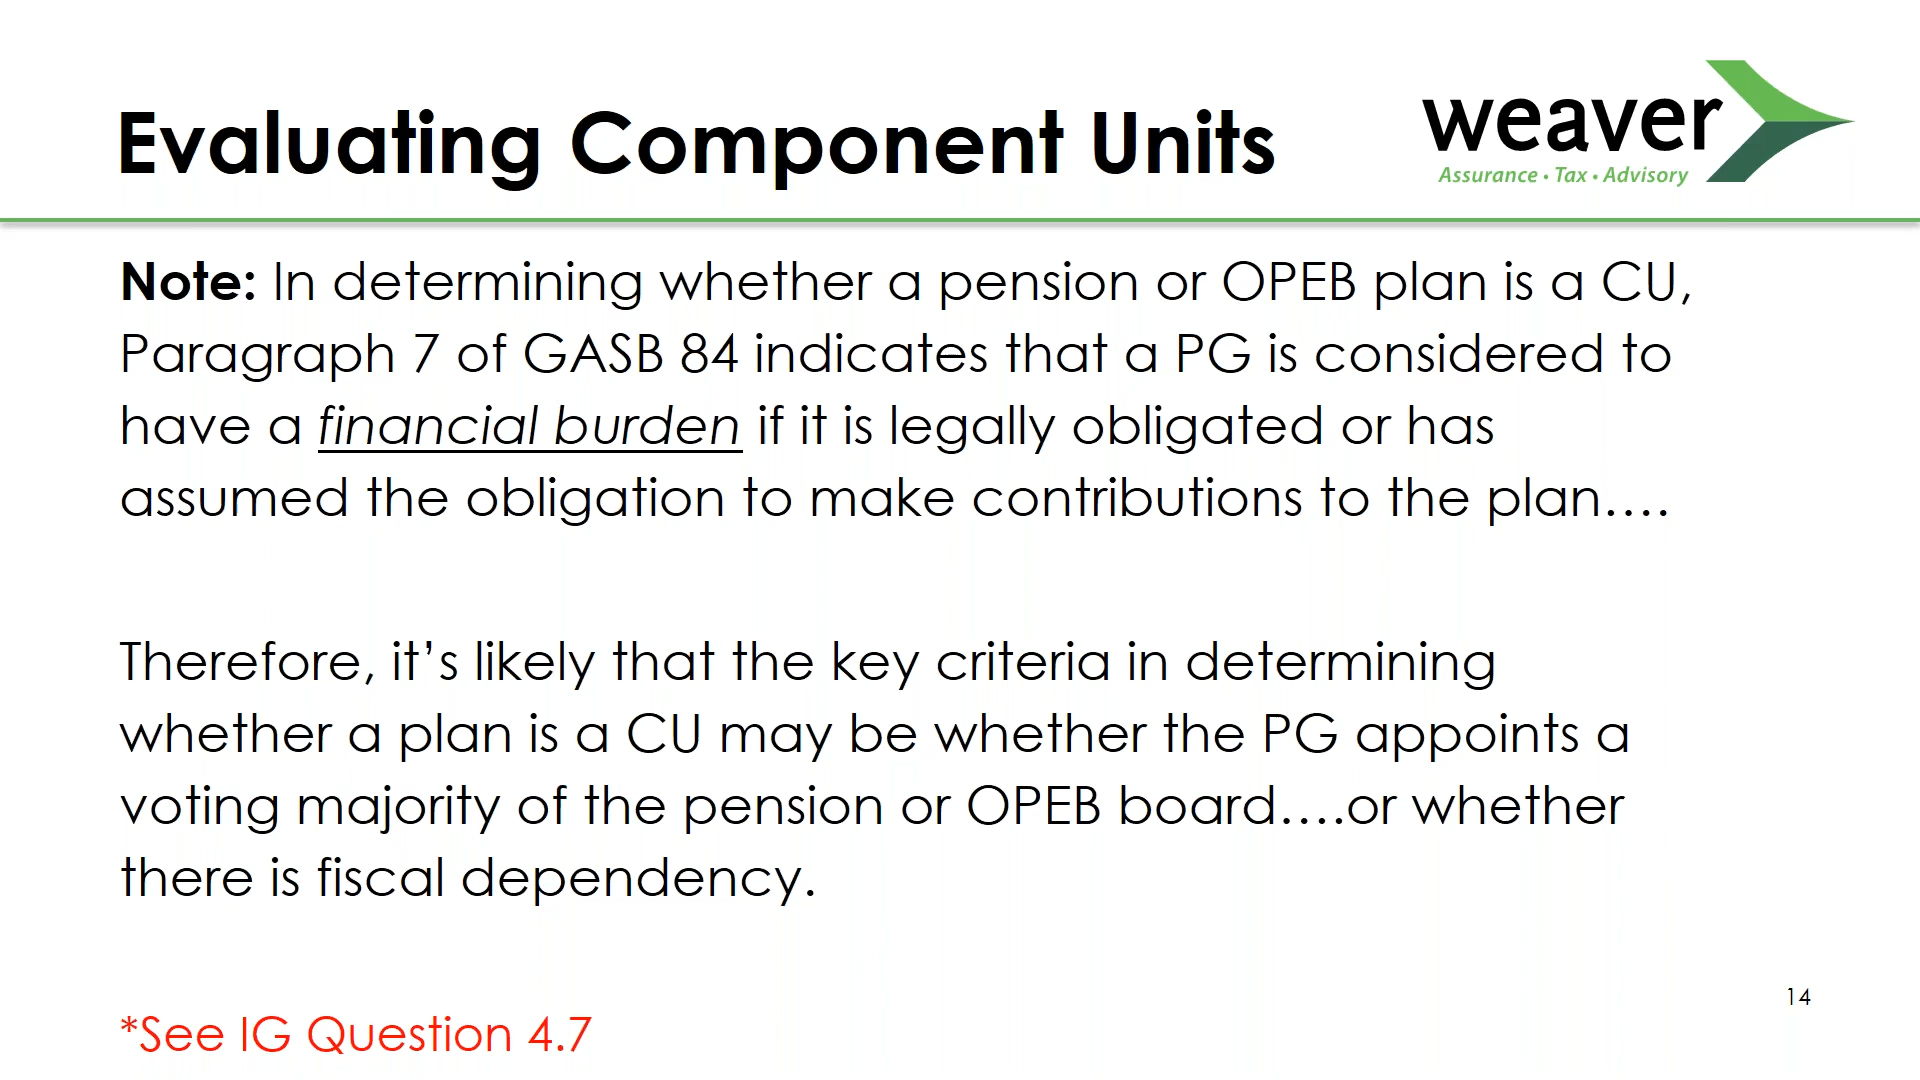 Evaluating Component Units
weaver
Assurance • Tax • Advisory
Note: In determining whether a pension or OPEB plan is a CU,
Paragraph 7 of GASB 84 indicates that a PG is considered to
have a financial burden if it is legally obligated or has
assumed the obligation to make contributions to the plan….
Therefore, it’s likely that the key criteria in determining
whether a plan is a CU may be whether the PG appoints a
voting majority of the pension or OPEB board….or whether
there is fiscal dependency.
14
*See IG Question 4.7